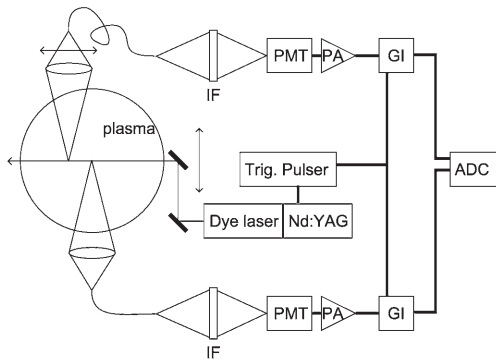 PMT
PA
GI
IF
plasma
Trig. Pulser
ADC
Dye laser
Nd:YAG
PMT
PA
GI
IF